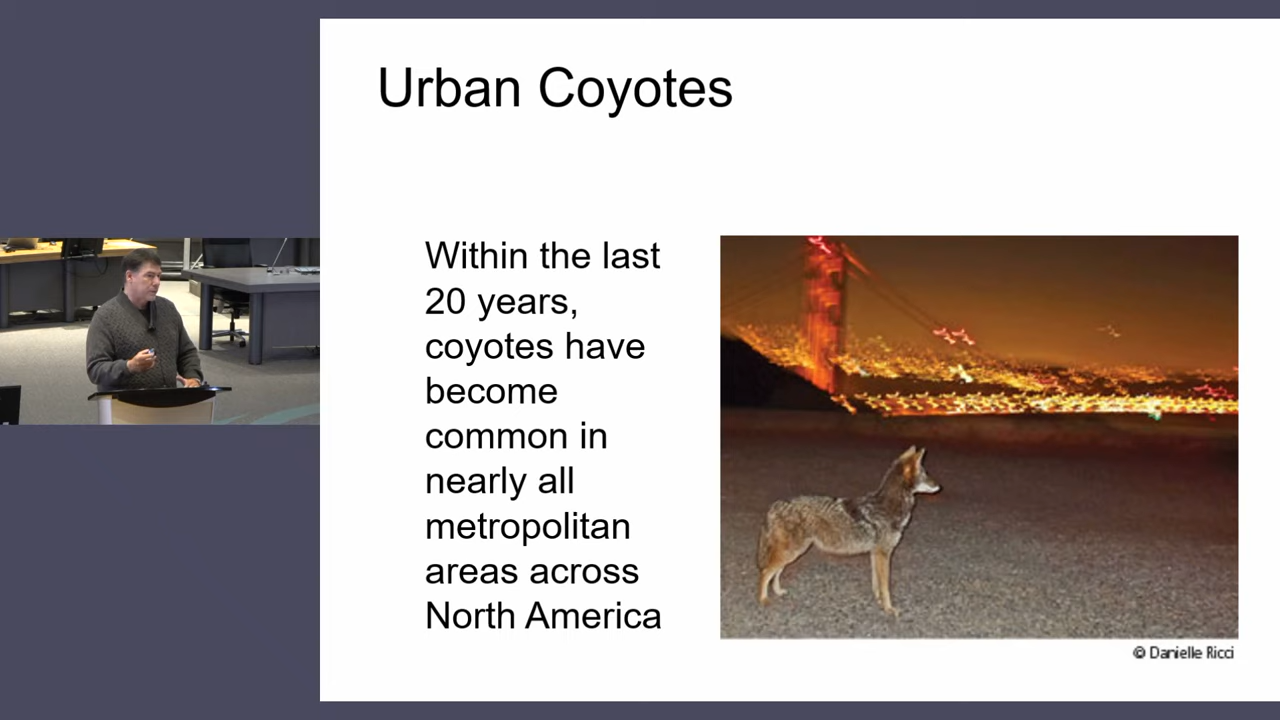 Urban Coyotes
Within the last
20 years,
coyotes have
become
common in
nearly all
metropolitan
areas across
North America
© Danielle Ricci